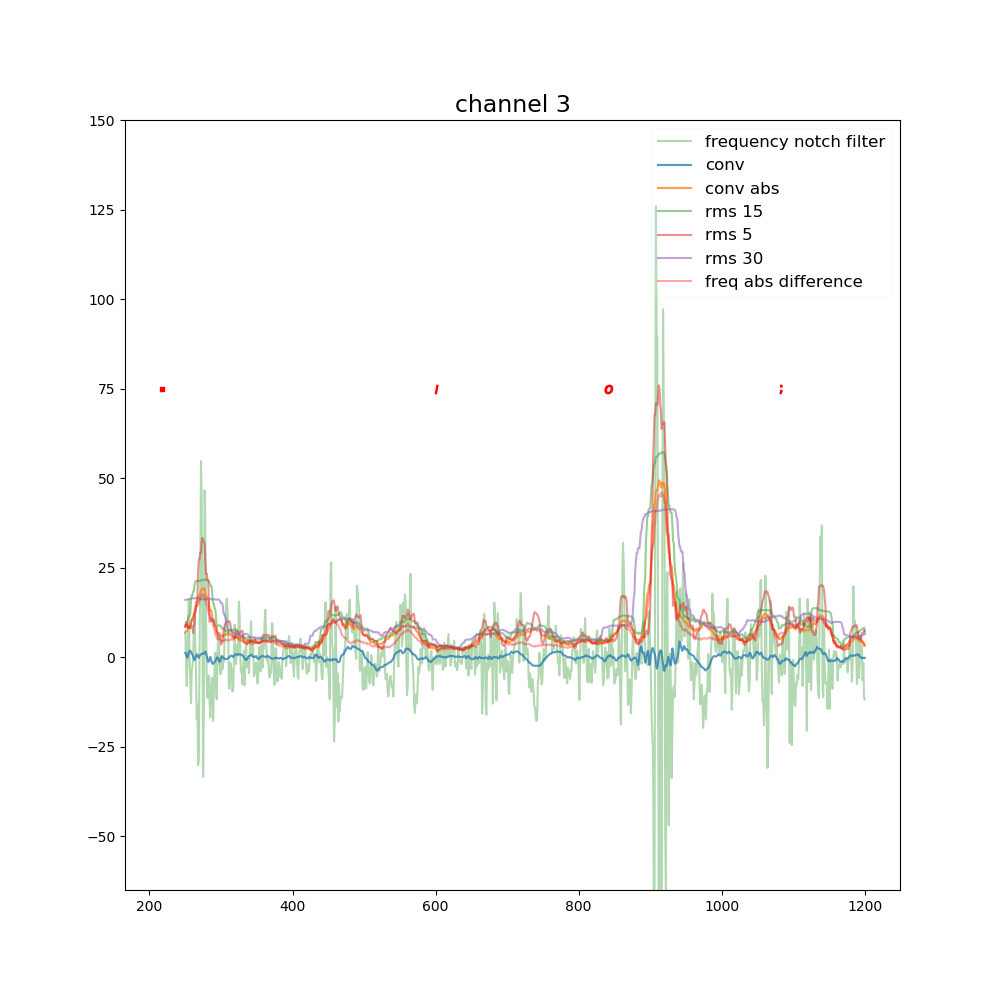 channel 3
150
125
100
75
50
25
0
−25
−50
frequency notch filter
conv
conv abs
rms 15
rms 5
rms 30
freq abs difference
. l o ;
200 400 600 800 1000 1200